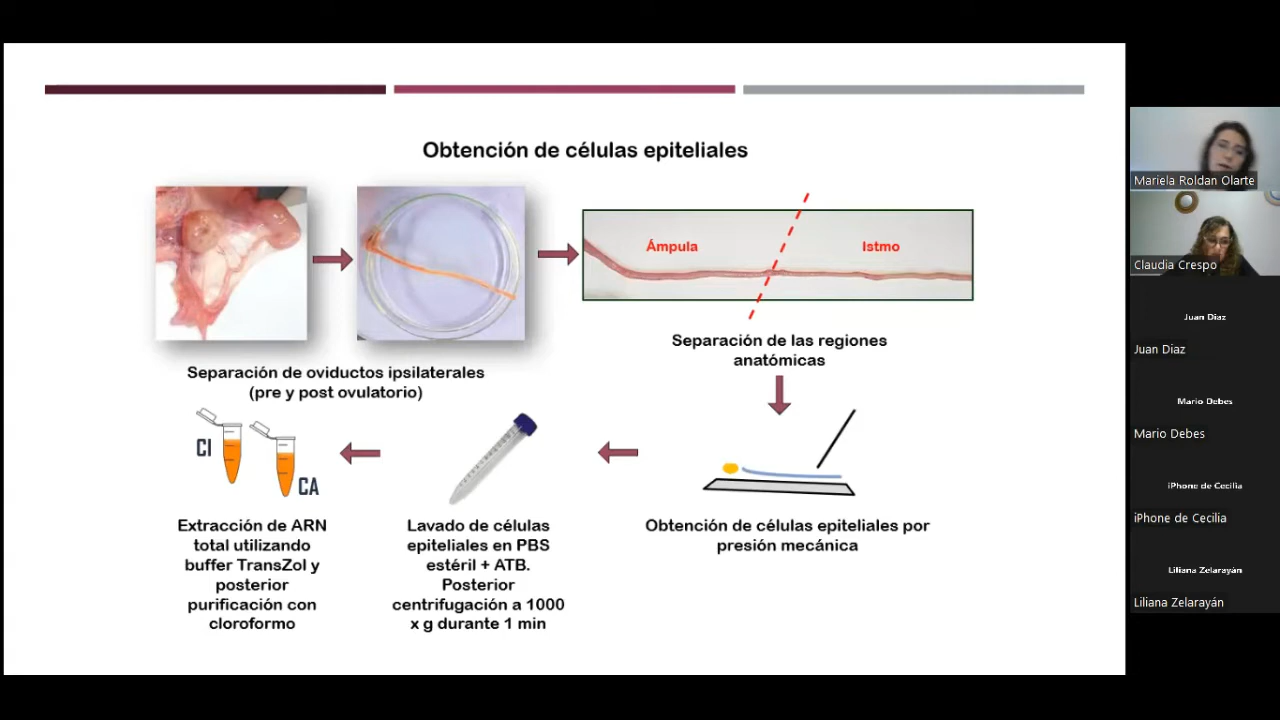 Obtención de células epiteliales
Ámpula
Istmo
Separación de oviductos ipsilaterales
(pre y post ovulatorio)
Separación de las regiones
anatómicas
CI
CA
Extracción de ARN
total utilizando
buffer TransZol y
posterior
purificación con
cloroformo
Lavado de células
epiteliales en PBS
estéril + ATB.
Posterior
centrifugación a 1000
x g durante 1 min
Obtención de células epiteliales por
presión mecánica
Mariela Roldan Olarte
Claudia Crespo
Juan Diaz
Juan Diaz
Mario Debes
Mario Debes
iPhone de Cecilia
iPhone de Cecilia
Liliana Zelarayán
Liliana Zelarayán